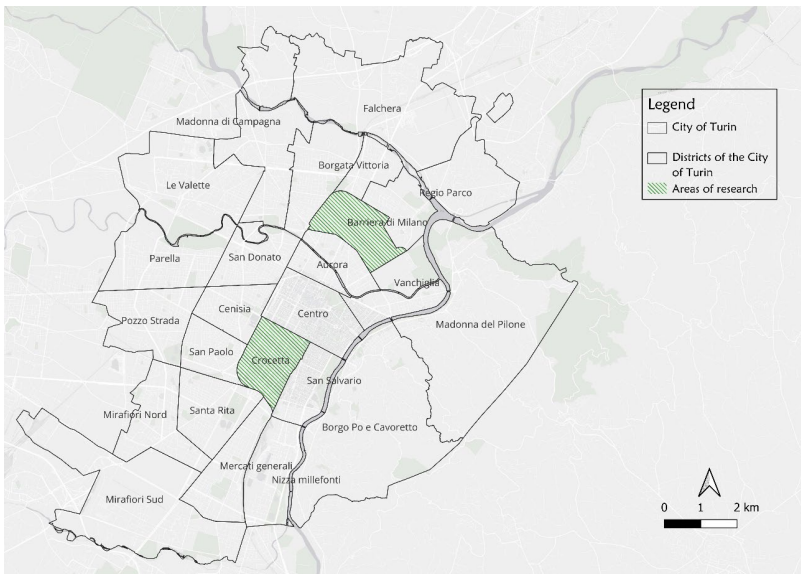 Falchera
Madonna di Campagna
Borgata Vittoria
Le Valette
Regio Parco
Barriera di Milano
Parella
San Donato
Aurora
Vanchiglia
Cenisia
Centro
Pozzo Strada
Madonna del Pilone
San Paolo
Crocetta
San Salvario
Mirafiori Nord
Santa Rita
Borgo Po e Cavoretto
Mercati generali
Nizza millefonti
Mirafiori Sud
Legend
City of Turin
Districts of the City
of Turin
Areas of research
0 1 2 km